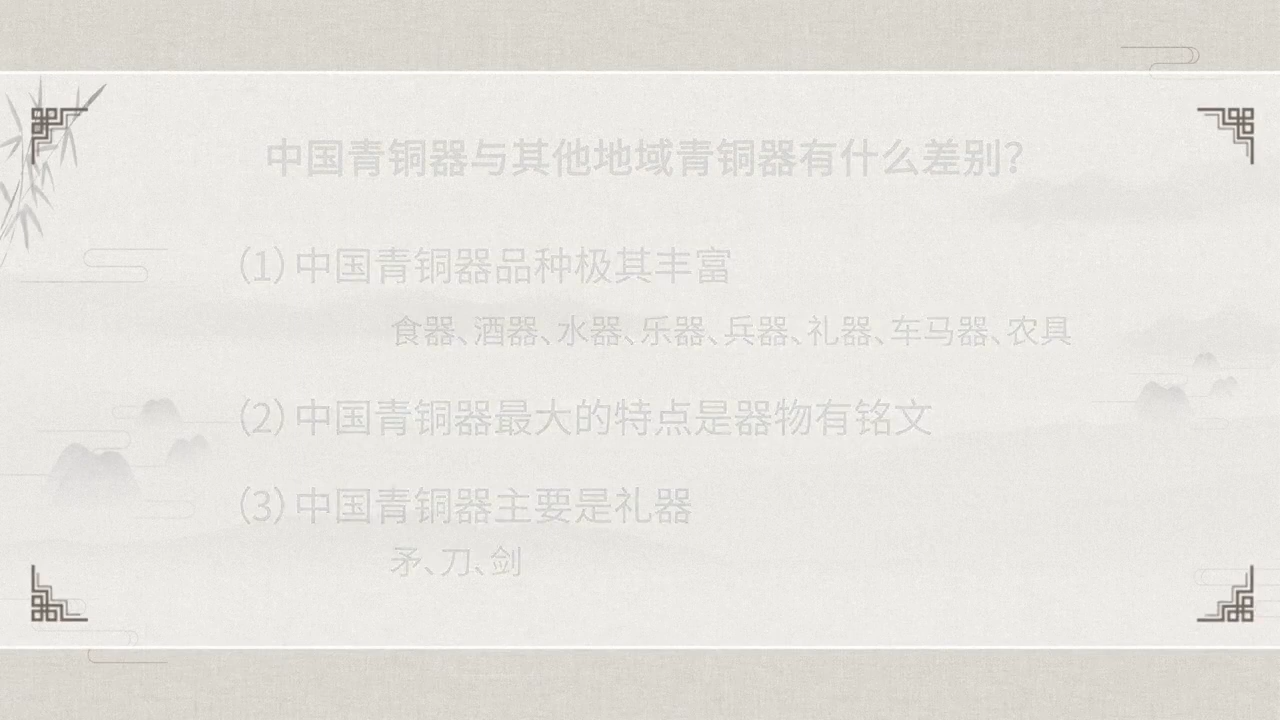 中国青铜器与其他地域青铜器有什么差别?
(1)中国青铜器品种极其丰富
食器、酒器、水器、乐器、兵器、礼器、车马器、农具
(2)中国青铜器最大的特点是器物有铭文
(3)中国青铜器主要是礼器
矛、刀、剑